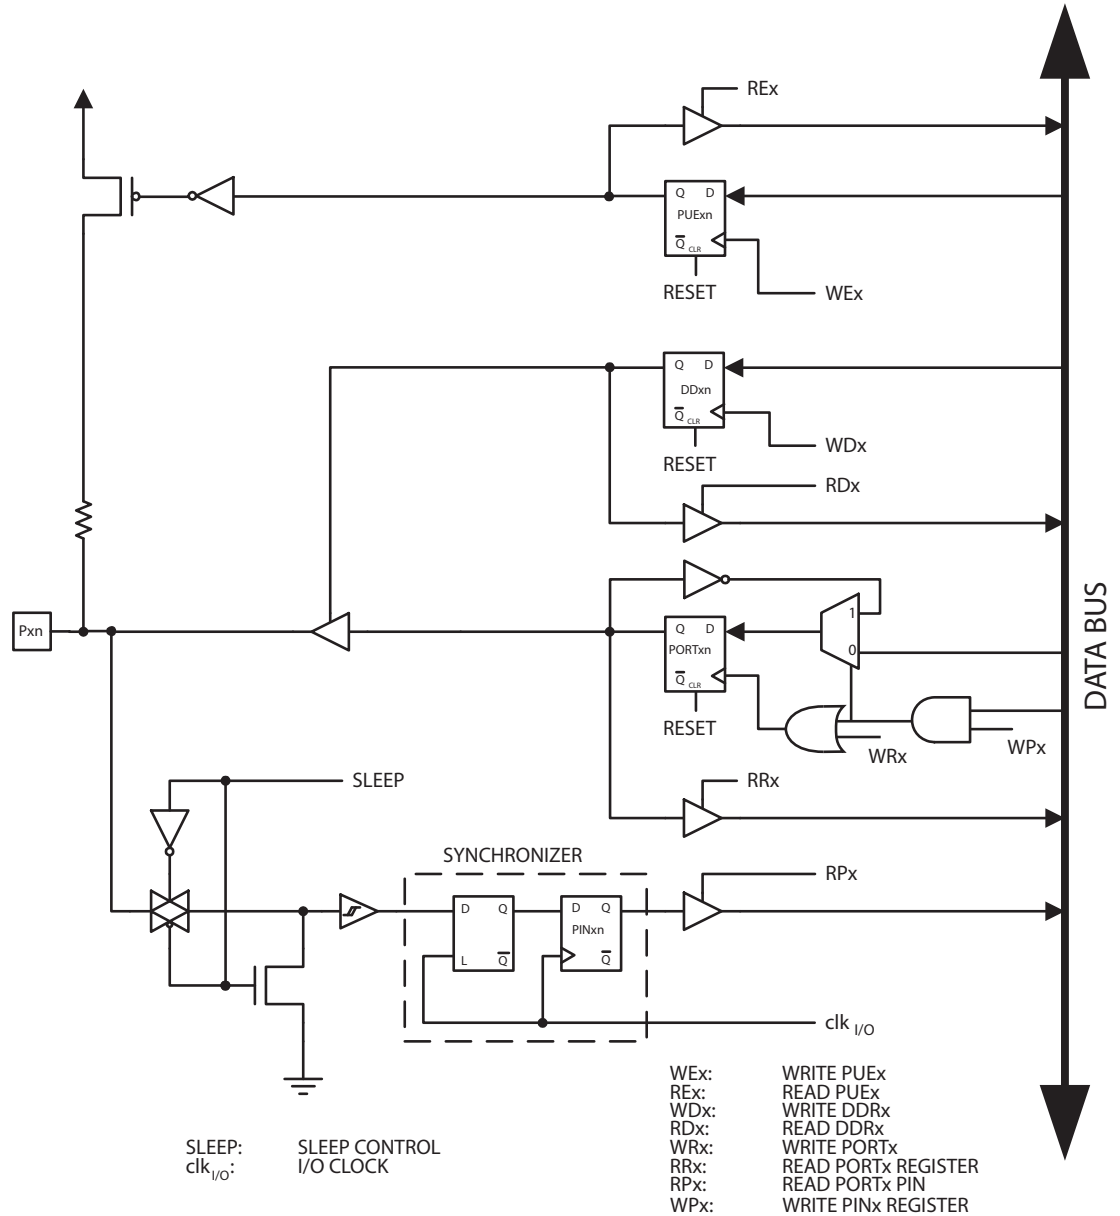 REx
Q D
PUExn
Q CLR
RESET
WEx
Q D
DDxn
Q CLR
RESET
WDx
RDx
1
Pxn
Q D
PORTxn
0
Q CLR
RESET
WRx
WPx
DATA BUS
SLEEP
RRx
SYNCHRONIZER
RPx
D Q
D Q
PINxn
L Q
Q
clk I/O
WEx: WRITE PUEx
REx: READ PUEx
WDx: WRITE DDRx
RDx: READ DDRx
SLEEP: SLEEP CONTROL
WRx: WRITE PORTx
clk I/O: I/O CLOCK
RRx: READ PORTx REGISTER
RPx: READ PORTx PIN
WPx: WRITE PINx REGISTER